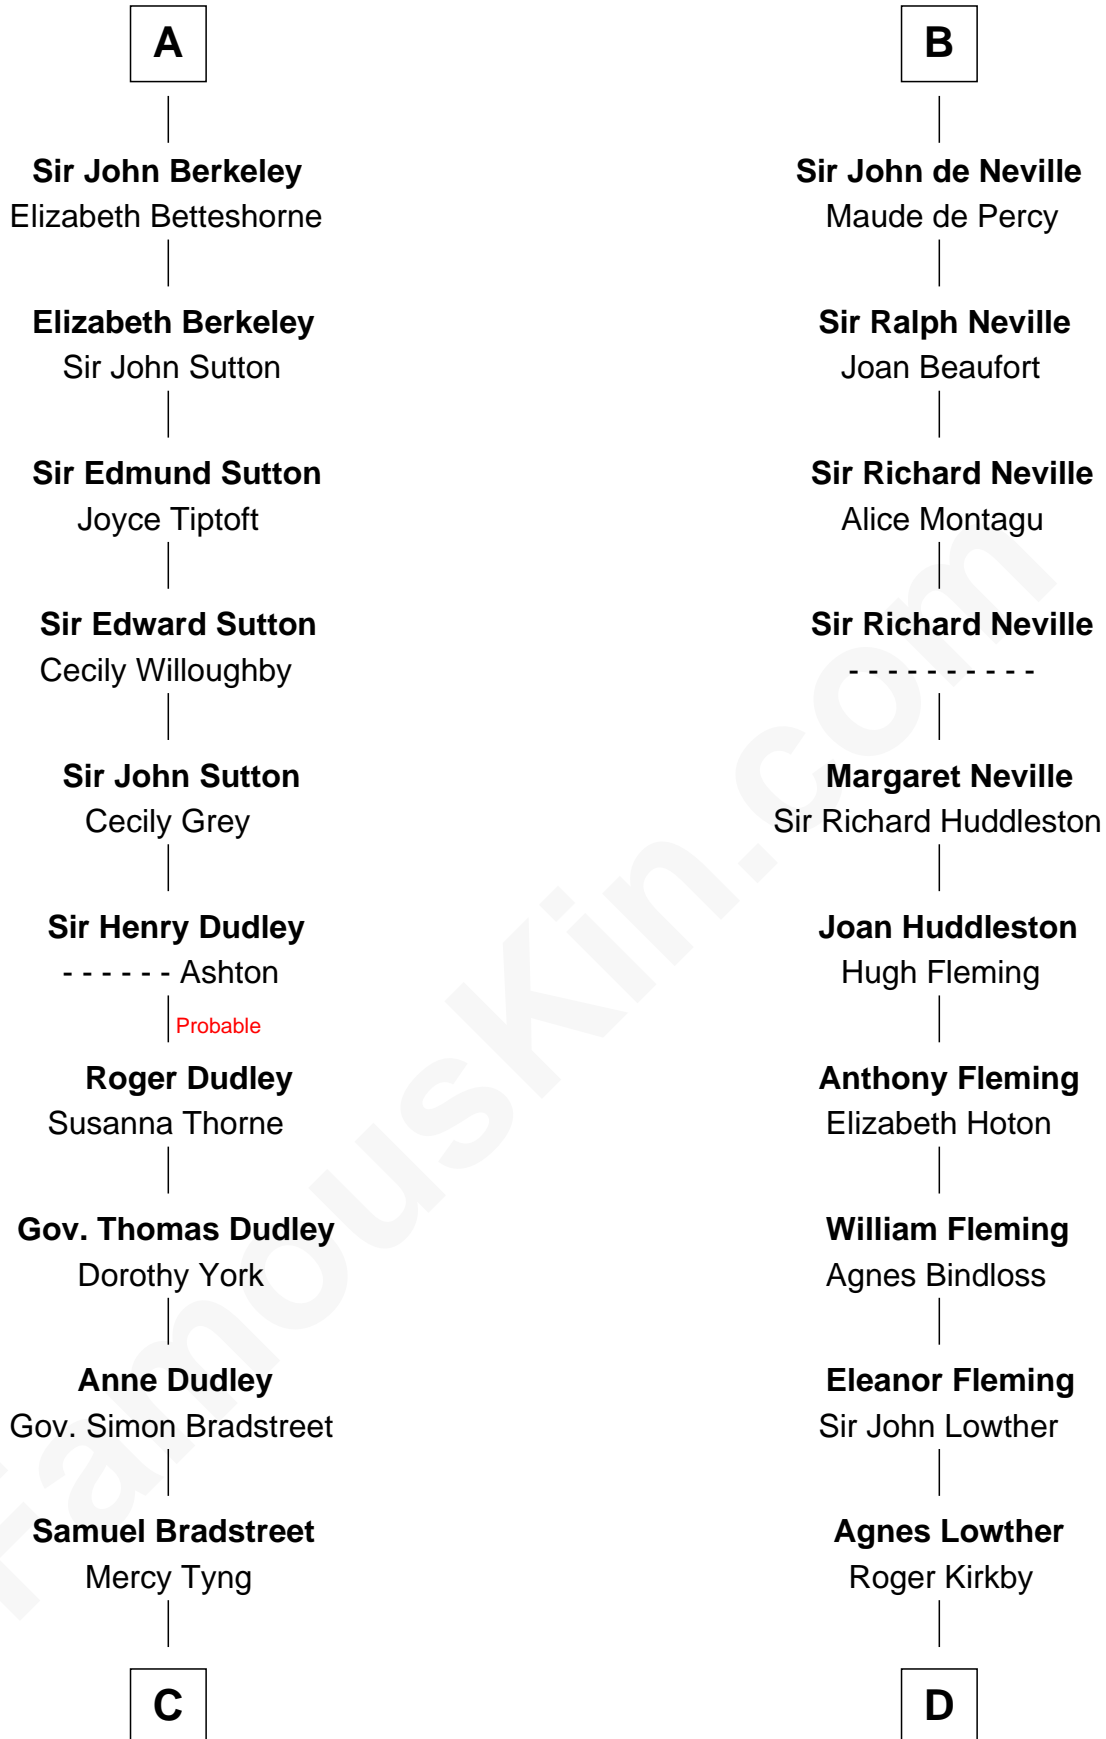 A
Sir John Berkeley
Elizabeth Betteshorne
Elizabeth Berkeley
Sir John Sutton
Sir Edmund Sutton
Joyce Tiptoft
Sir Edward Sutton
Cecily Willoughby
Sir John Sutton
Cecily Grey
Sir Henry Dudley
- - - - - - Ashton
Probable
Roger Dudley
Susanna Thorne
Gov. Thomas Dudley
Dorothy York
Anne Dudley
Gov. Simon Bradstreet
Samuel Bradstreet
Mercy Tyng
C
B
Sir John de Neville
Maude de Percy
Sir Ralph Neville
Joan Beaufort
Sir Richard Neville
Alice Montagu
Sir Richard Neville
- - - - - - - - - -
Margaret Neville
Sir Richard Huddleston
Joan Huddleston
Hugh Fleming
Anthony Fleming
Elizabeth Hoton
William Fleming
Agnes Bindloss
Eleanor Fleming
Sir John Lowther
Agnes Lowther
Roger Kirkby
D
FamousKin.com